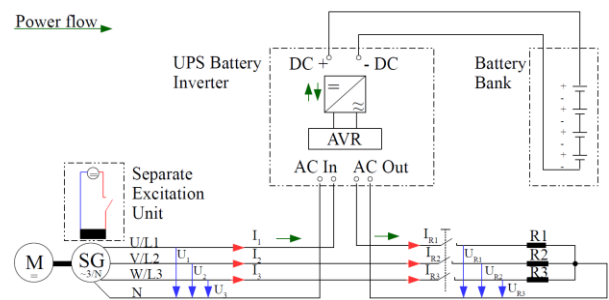 Power flow
UPS Battery
Inverter
DC +
- DC
Battery
Bank
+
-
+
-
+
-
+
-
=
≈
AVR
AC In
AC Out
Separate
Excitation
Unit
=
M
=
SG
~3/N
U/L1
V/L2
W/L3
N
U1
U2
U3
I1
I2
I3
IR1
IR2
IR3
UR1
UR2
UR3
R1
R2
R3